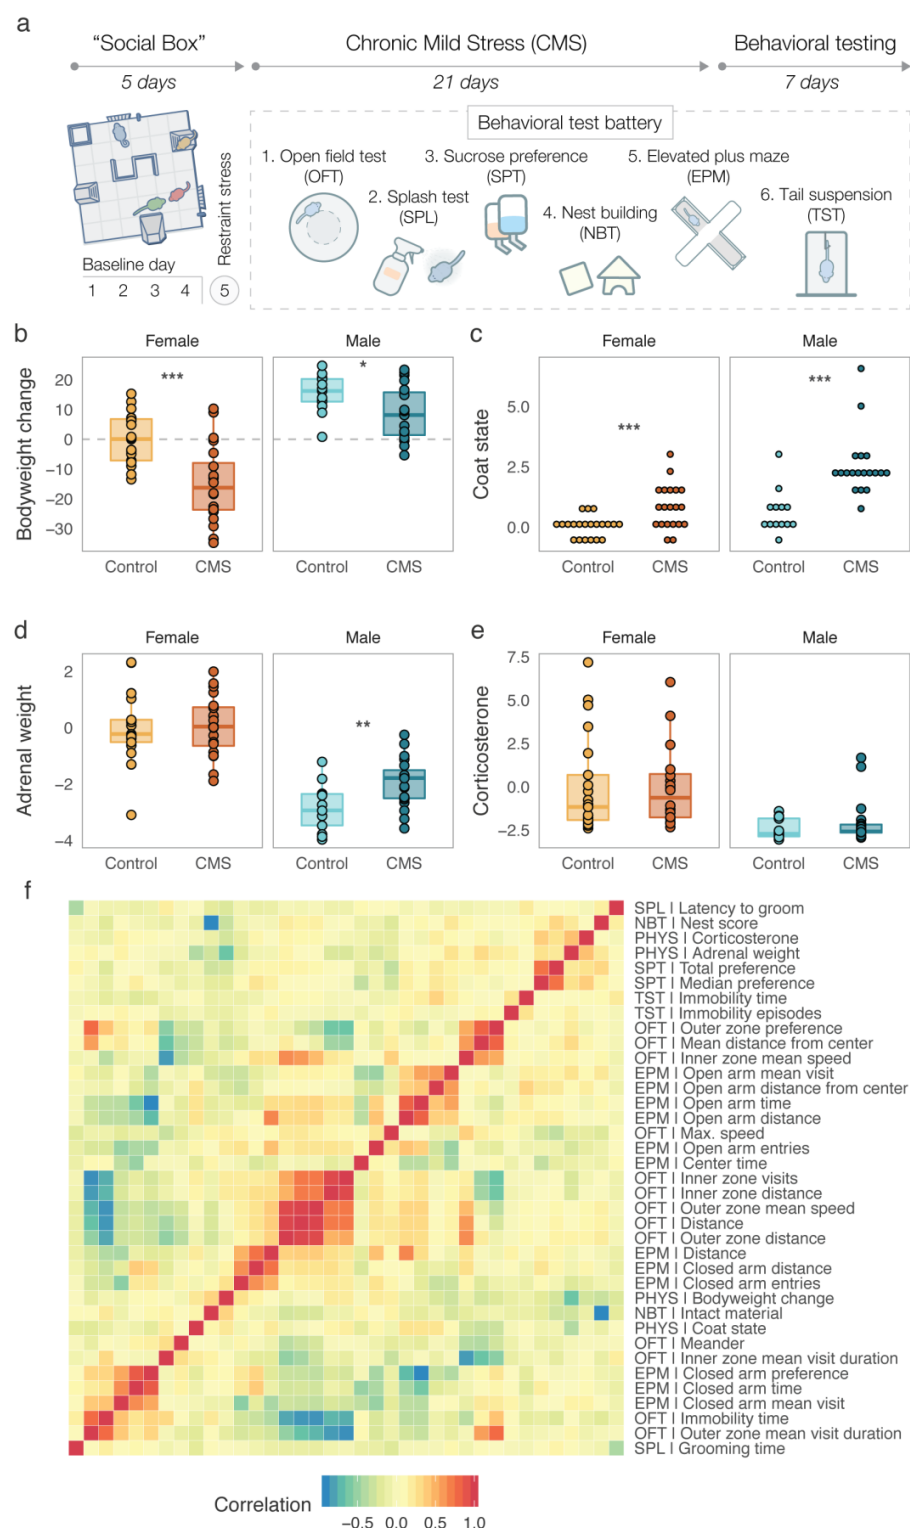 a
“Social Box”
Chronic Mild Stress (CMS)
Behavioral testing
5 days
21 days
7 days
Behavioral test battery
1. Open field test
(OFT)
2. Splash test
(SPL)
3. Sucrose preference
(SPT)
4. Nest building
(NBT)
5. Elevated plus maze
(EPM)
6. Tail suspension
(TST)
Restraint stress
Baseline day
1 2 3 4 5
b
Female
Male
Bodyweight change
20
10
0
−10
−20
−30
***
*
Control
CMS
Control
CMS
c
Female
Male
Coat state
5.0
2.5
0.0
***
***
Control
CMS
Control
CMS
d
Female
Male
Adrenal weight
2
0
−2
−4
**
Control
CMS
Control
CMS
e
Female
Male
Corticosterone
7.5
5.0
2.5
0.0
−2.5
Control
CMS
Control
CMS
f
SPL | Latency to groom
NBT | Nest score
PHYS | Corticosterone
PHYS | Adrenal weight
SPT | Total preference
SPT | Median preference
TST | Immobility time
TST | Immobility episodes
OFT | Outer zone preference
OFT | Mean distance from center
OFT | Inner zone mean speed
EPM | Open arm mean visit
EPM | Open arm distance from center
EPM | Open arm time
EPM | Open arm distance
OFT | Max. speed
EPM | Open arm entries
EPM | Center time
OFT | Inner zone visits
OFT | Inner zone distance
OFT | Outer zone mean speed
OFT | Distance
OFT | Outer zone distance
EPM | Distance
EPM | Closed arm distance
EPM | Closed arm entries
PHYS | Bodyweight change
NBT | Intact material
PHYS | Coat state
OFT | Meander
OFT | Inner zone mean visit duration
EPM | Closed arm preference
EPM | Closed arm time
EPM | Closed arm mean visit
OFT | Immobility time
OFT | Outer zone mean visit duration
SPL | Grooming time
Correlation
−0.5 0.0 0.5 1.0